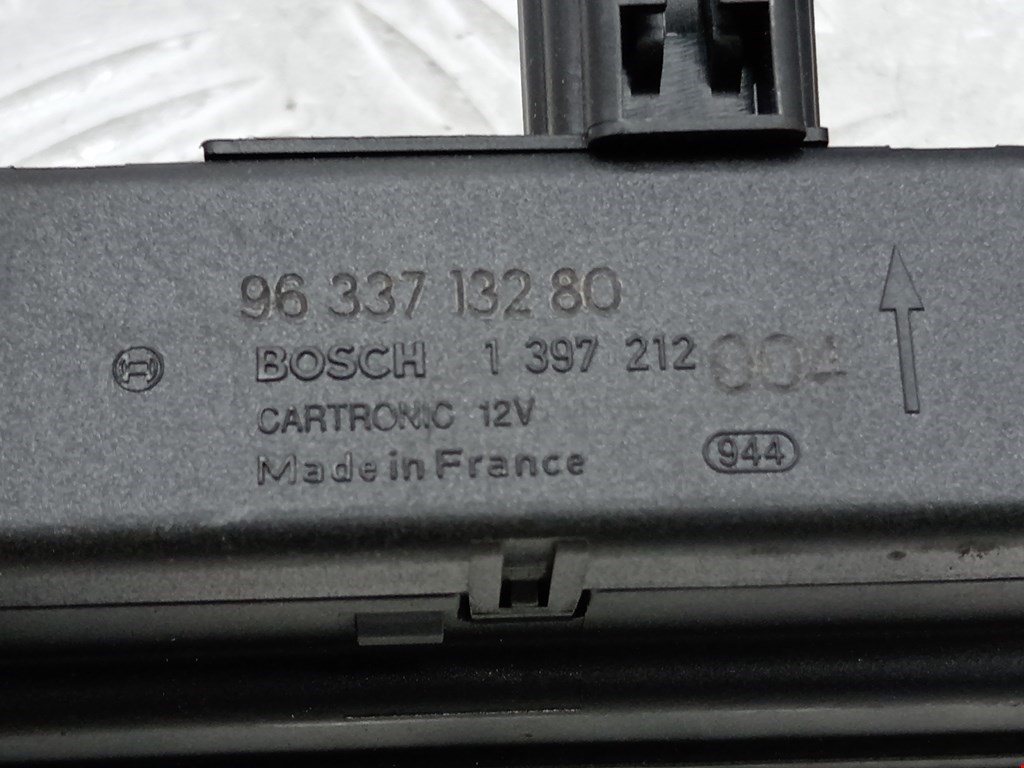 96 337 132 80
BOSCH 1 397 212 004
CARTRONIC 12V
Made in France
944